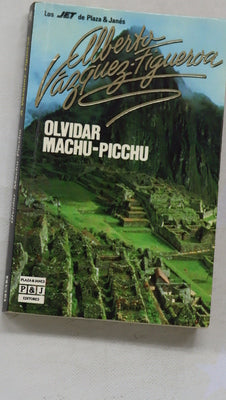 Los JET de Plaza & Janés
Alberto
Vázquez-Figueroa
OLVIDAR
MACHU-PICCHU
PLAZA & JANES
P&J
EDITORES